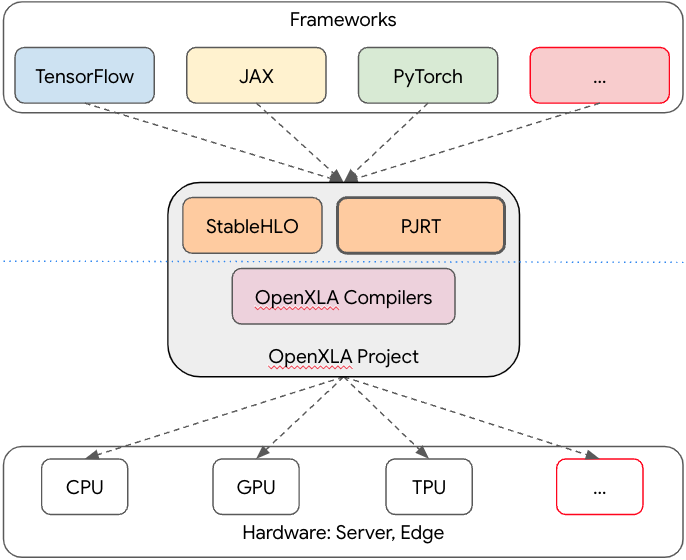 Frameworks
TensorFlow
JAX
PyTorch
...
StableHLO
PJRT
OpenXLA Compilers
OpenXLA Project
CPU
GPU
TPU
...
Hardware: Server, Edge